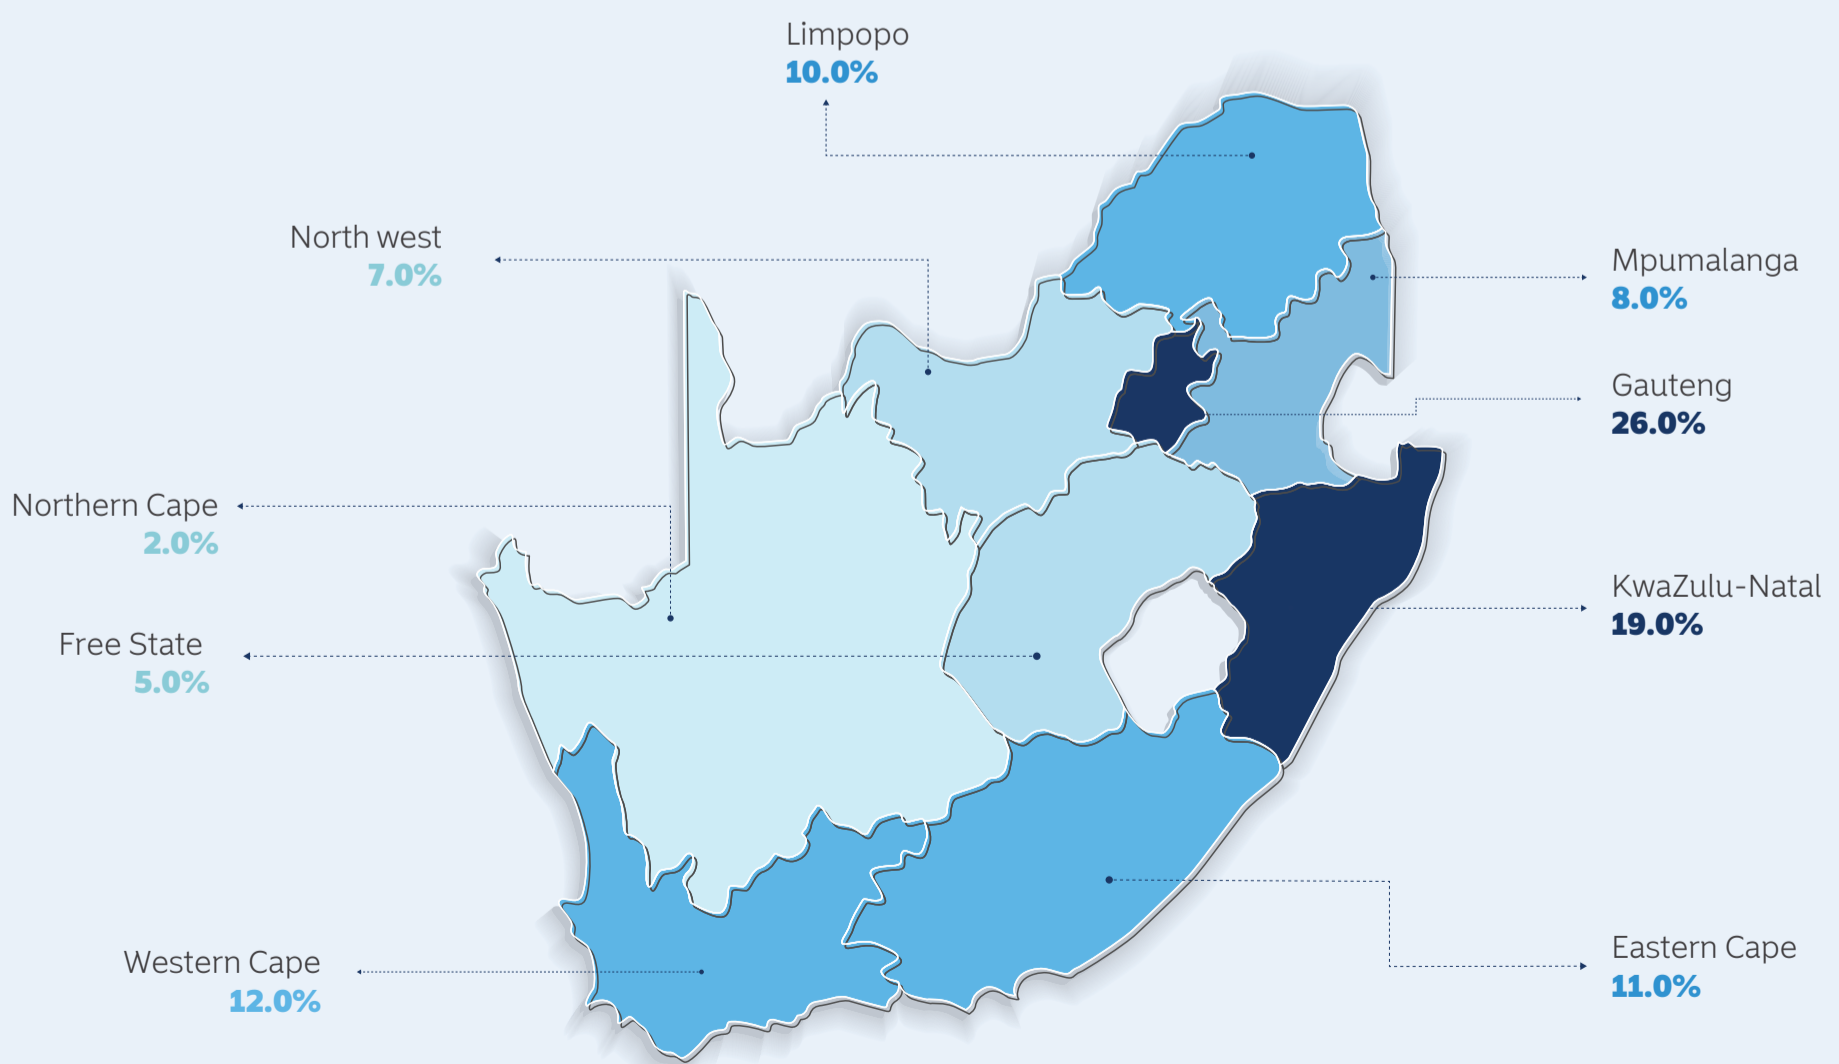 Limpopo
10.0%
North west
7.0%
Mpumalanga
8.0%
Gauteng
26.0%
Northern Cape
2.0%
KwaZulu-Natal
19.0%
Free State
5.0%
Western Cape
12.0%
Eastern Cape
11.0%